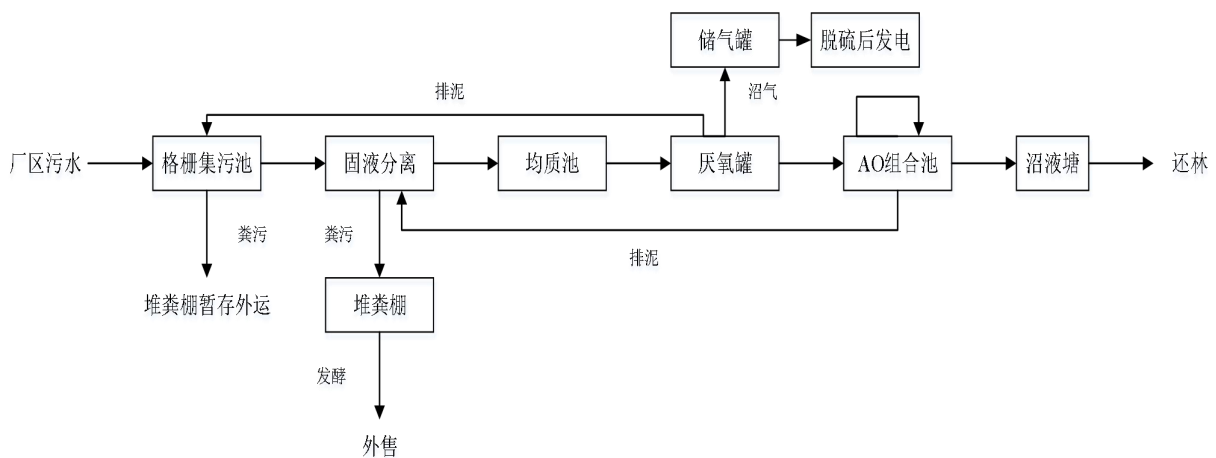 储气罐
脱硫后发电
排泥
沼气
厂区污水
格栅集污池
固液分离
均质池
厌氧罐
AO组合池
沼液塘
还林
粪污
粪污
排泥
堆粪棚暂存外运
堆粪棚
发酵
外售